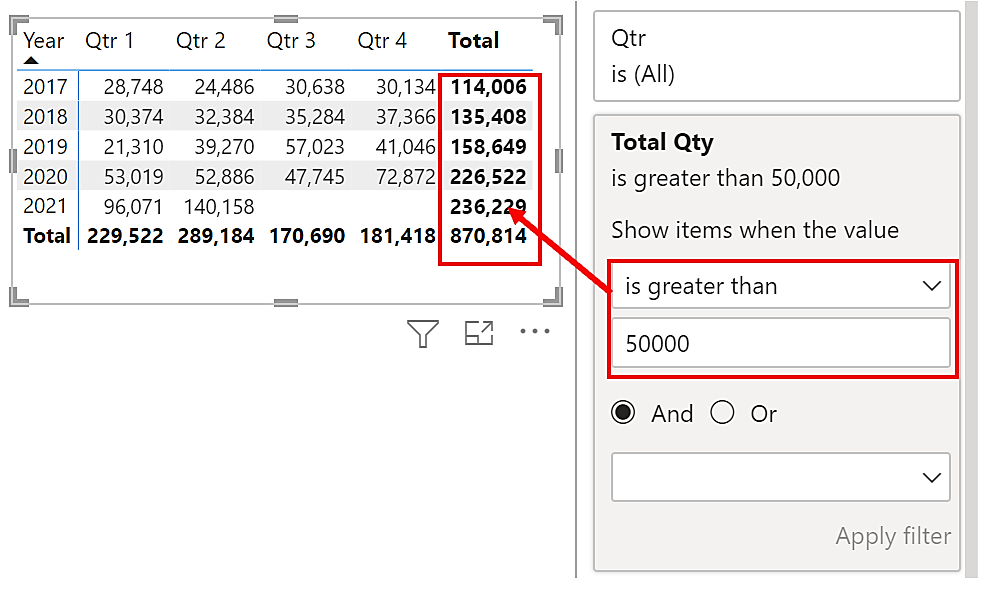 Year Qtr 1 Qtr 2 Qtr 3 Qtr 4 Total
2017 28,748 24,486 30,638 30,134 114,006
2018 30,374 32,384 35,284 37,366 135,408
2019 21,310 39,270 57,023 41,046 158,649
2020 53,019 52,886 47,745 72,872 226,522
2021 96,071 140,158 236,229
Total 229,522 289,184 170,690 181,418 870,814
Qtr
is (All)
Total Qty
is greater than 50,000
Show items when the value
is greater than
50000
And Or
Apply filter